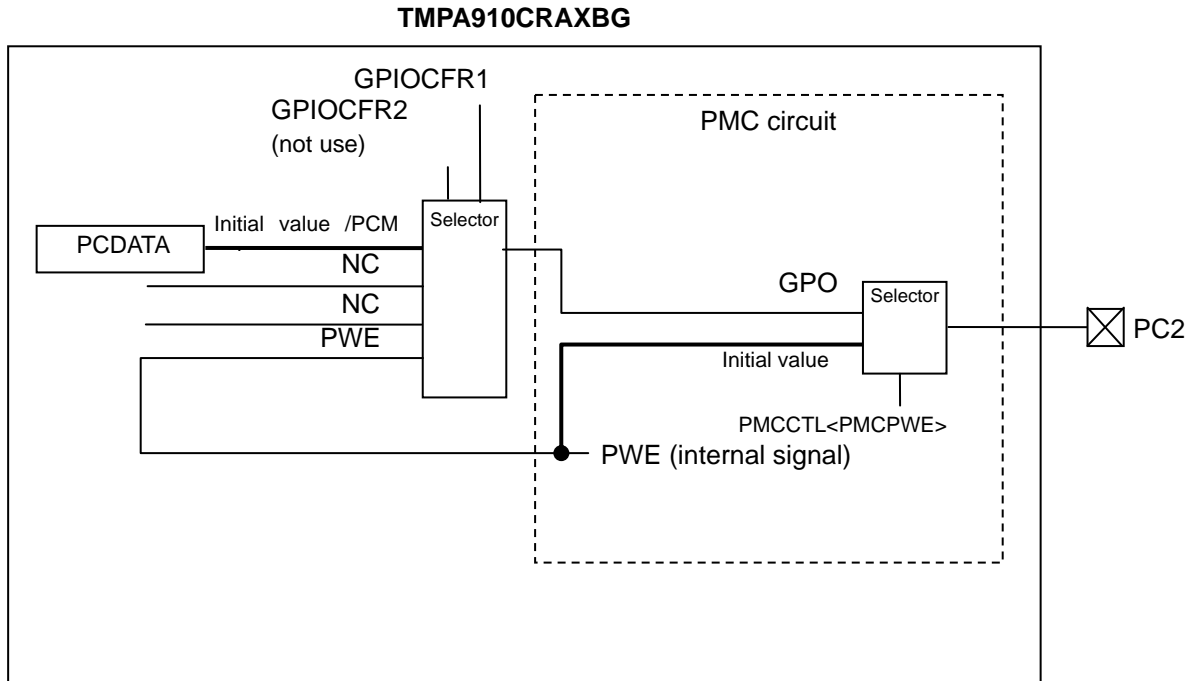 TMPA910CRAXBG
GPIOCFR1
GPIOCFR2
(not use)
PMC circuit
Initial value /PCM
Selector
PCDATA
NC
GPO
Selector
NC
PC2
PWE
Initial value
PMCCTL<PMCPWE>
PWE (internal signal)